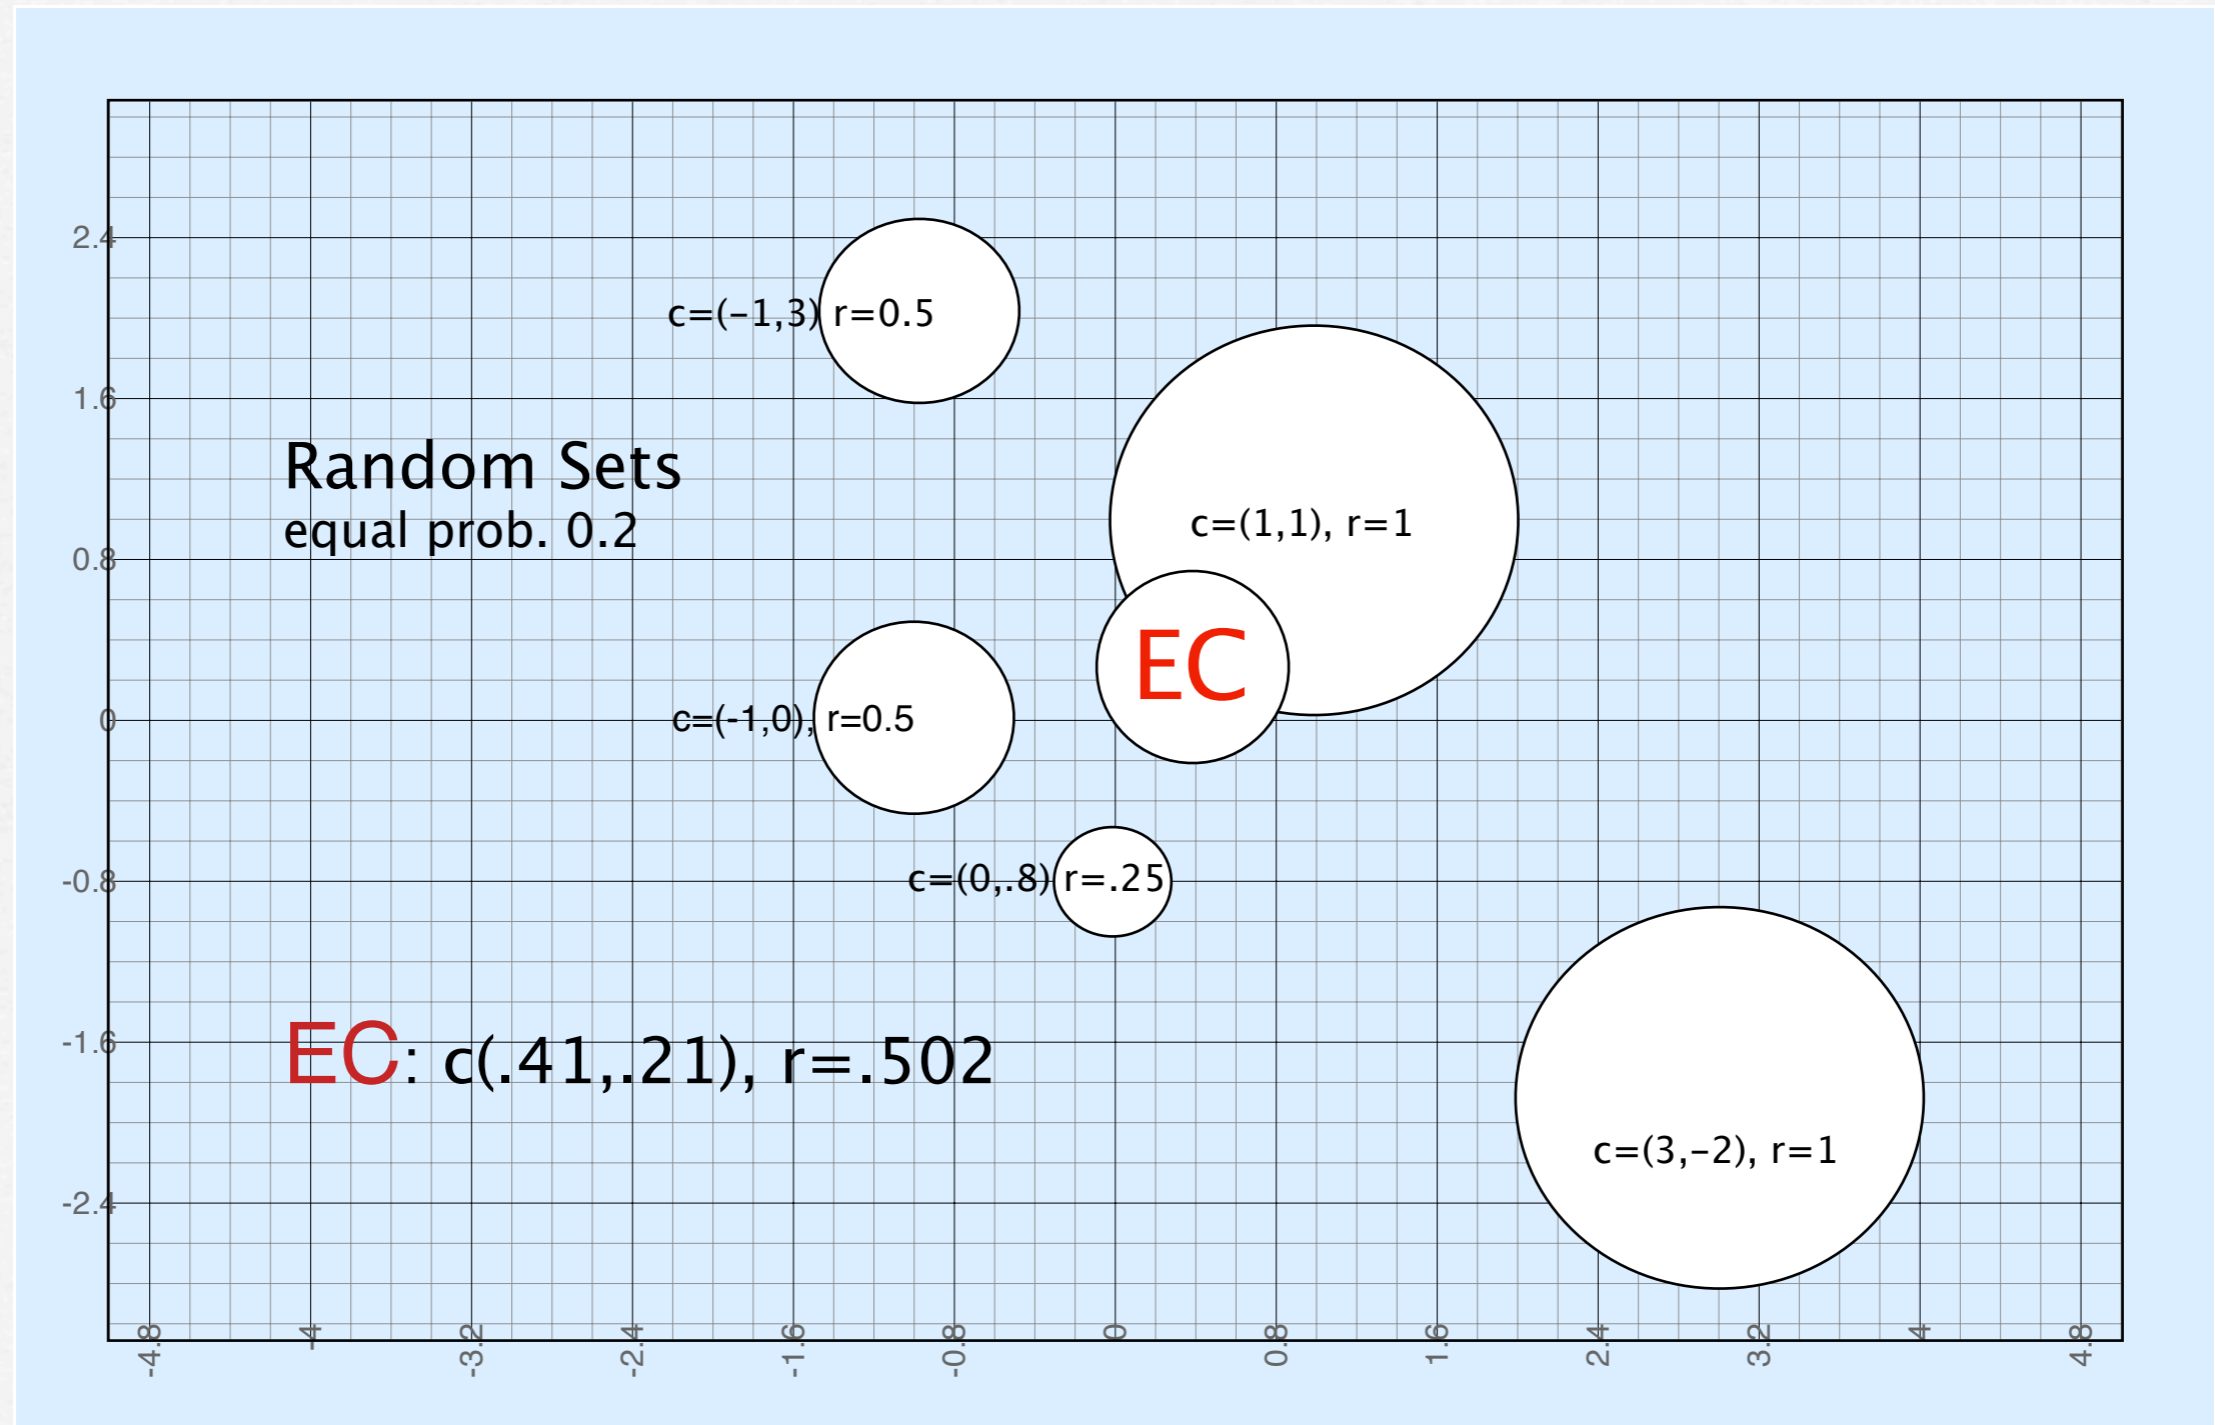 2.4
c=(–1,3) r=0.5
1.6
Random Sets
equal prob. 0.2
c=(1,1), r=1
0.8
EC
c=(-1,0), r=0.5
0
c=(0,.8) r=.25
-0.8
EC: c(.41,.21), r=.502
-1.6
c=(3,–2), r=1
-2.4
-4.8
-4
-3.2
-2.4
-1.6
-0.8
0
0.8
1.6
2.4
3.2
4
4.8